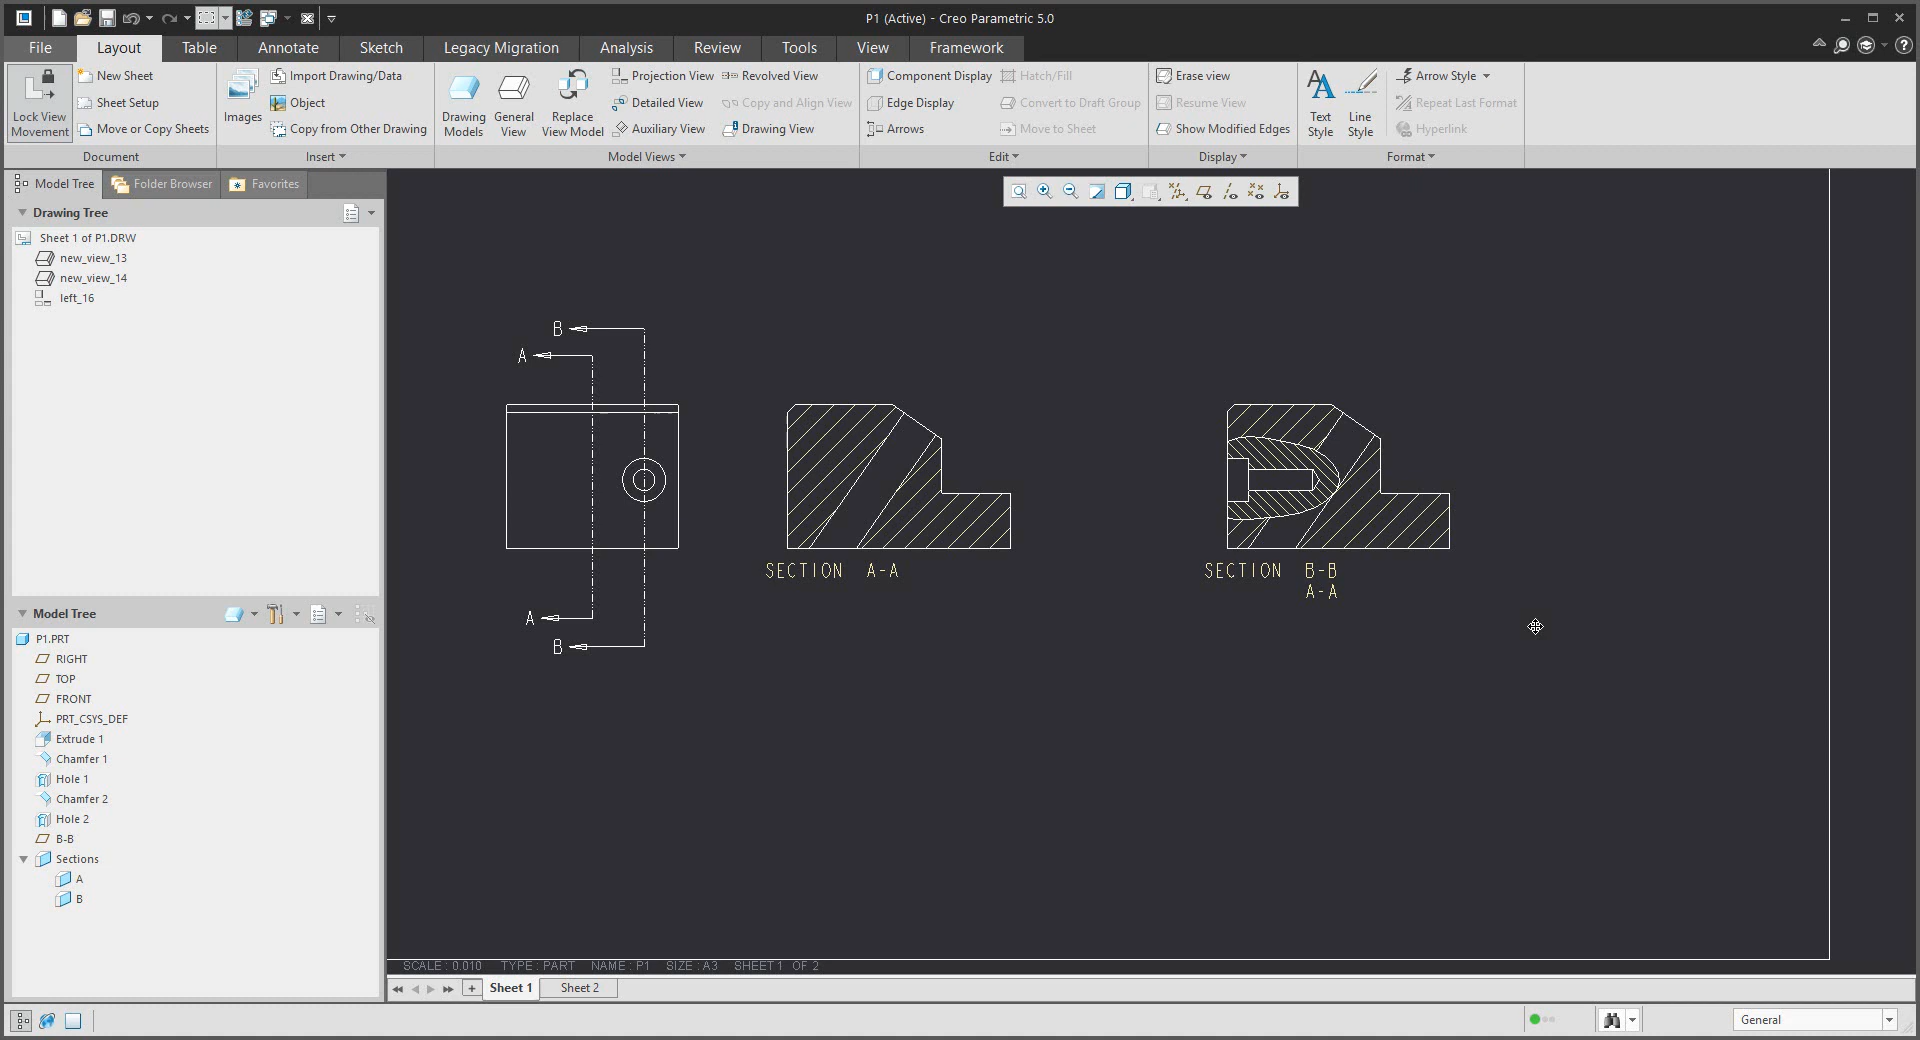 P1 (Active) - Creo Parametric 5.0
File Layout Table Annotate Sketch Legacy Migration Analysis Review Tools View Framework
Lock View Movement
New Sheet
Sheet Setup
Move or Copy Sheets
Document
Images
Import Drawing/Data
Object
Copy from Other Drawing
Insert
Drawing Models
General View
Replace View Model
Projection View
Detailed View
Auxiliary View
Revolved View
Copy and Align View
Drawing View
Model Views
Component Display
Edge Display
Arrows
Hatch/Fill
Convert to Draft Group
Move to Sheet
Edit
Erase view
Resume View
Show Modified Edges
Display
Text Style
Line Style
Arrow Style
Repeat Last Format
Hyperlink
Format
Model Tree Folder Browser Favorites
Drawing Tree
Sheet 1 of P1.DRW
new_view_13
new_view_14
left_16
Model Tree
P1.PRT
RIGHT
TOP
FRONT
PRT_CSYS_DEF
Extrude 1
Chamfer 1
Hole 1
Chamfer 2
Hole 2
B-B
Sections
A
B
B
A
A
B
SECTION A-A
SECTION B-B
A-A
SCALE : 0.010 TYPE : PART NAME : P1 SIZE : A3 SHEET 1 OF 2
Sheet 1 Sheet 2
General